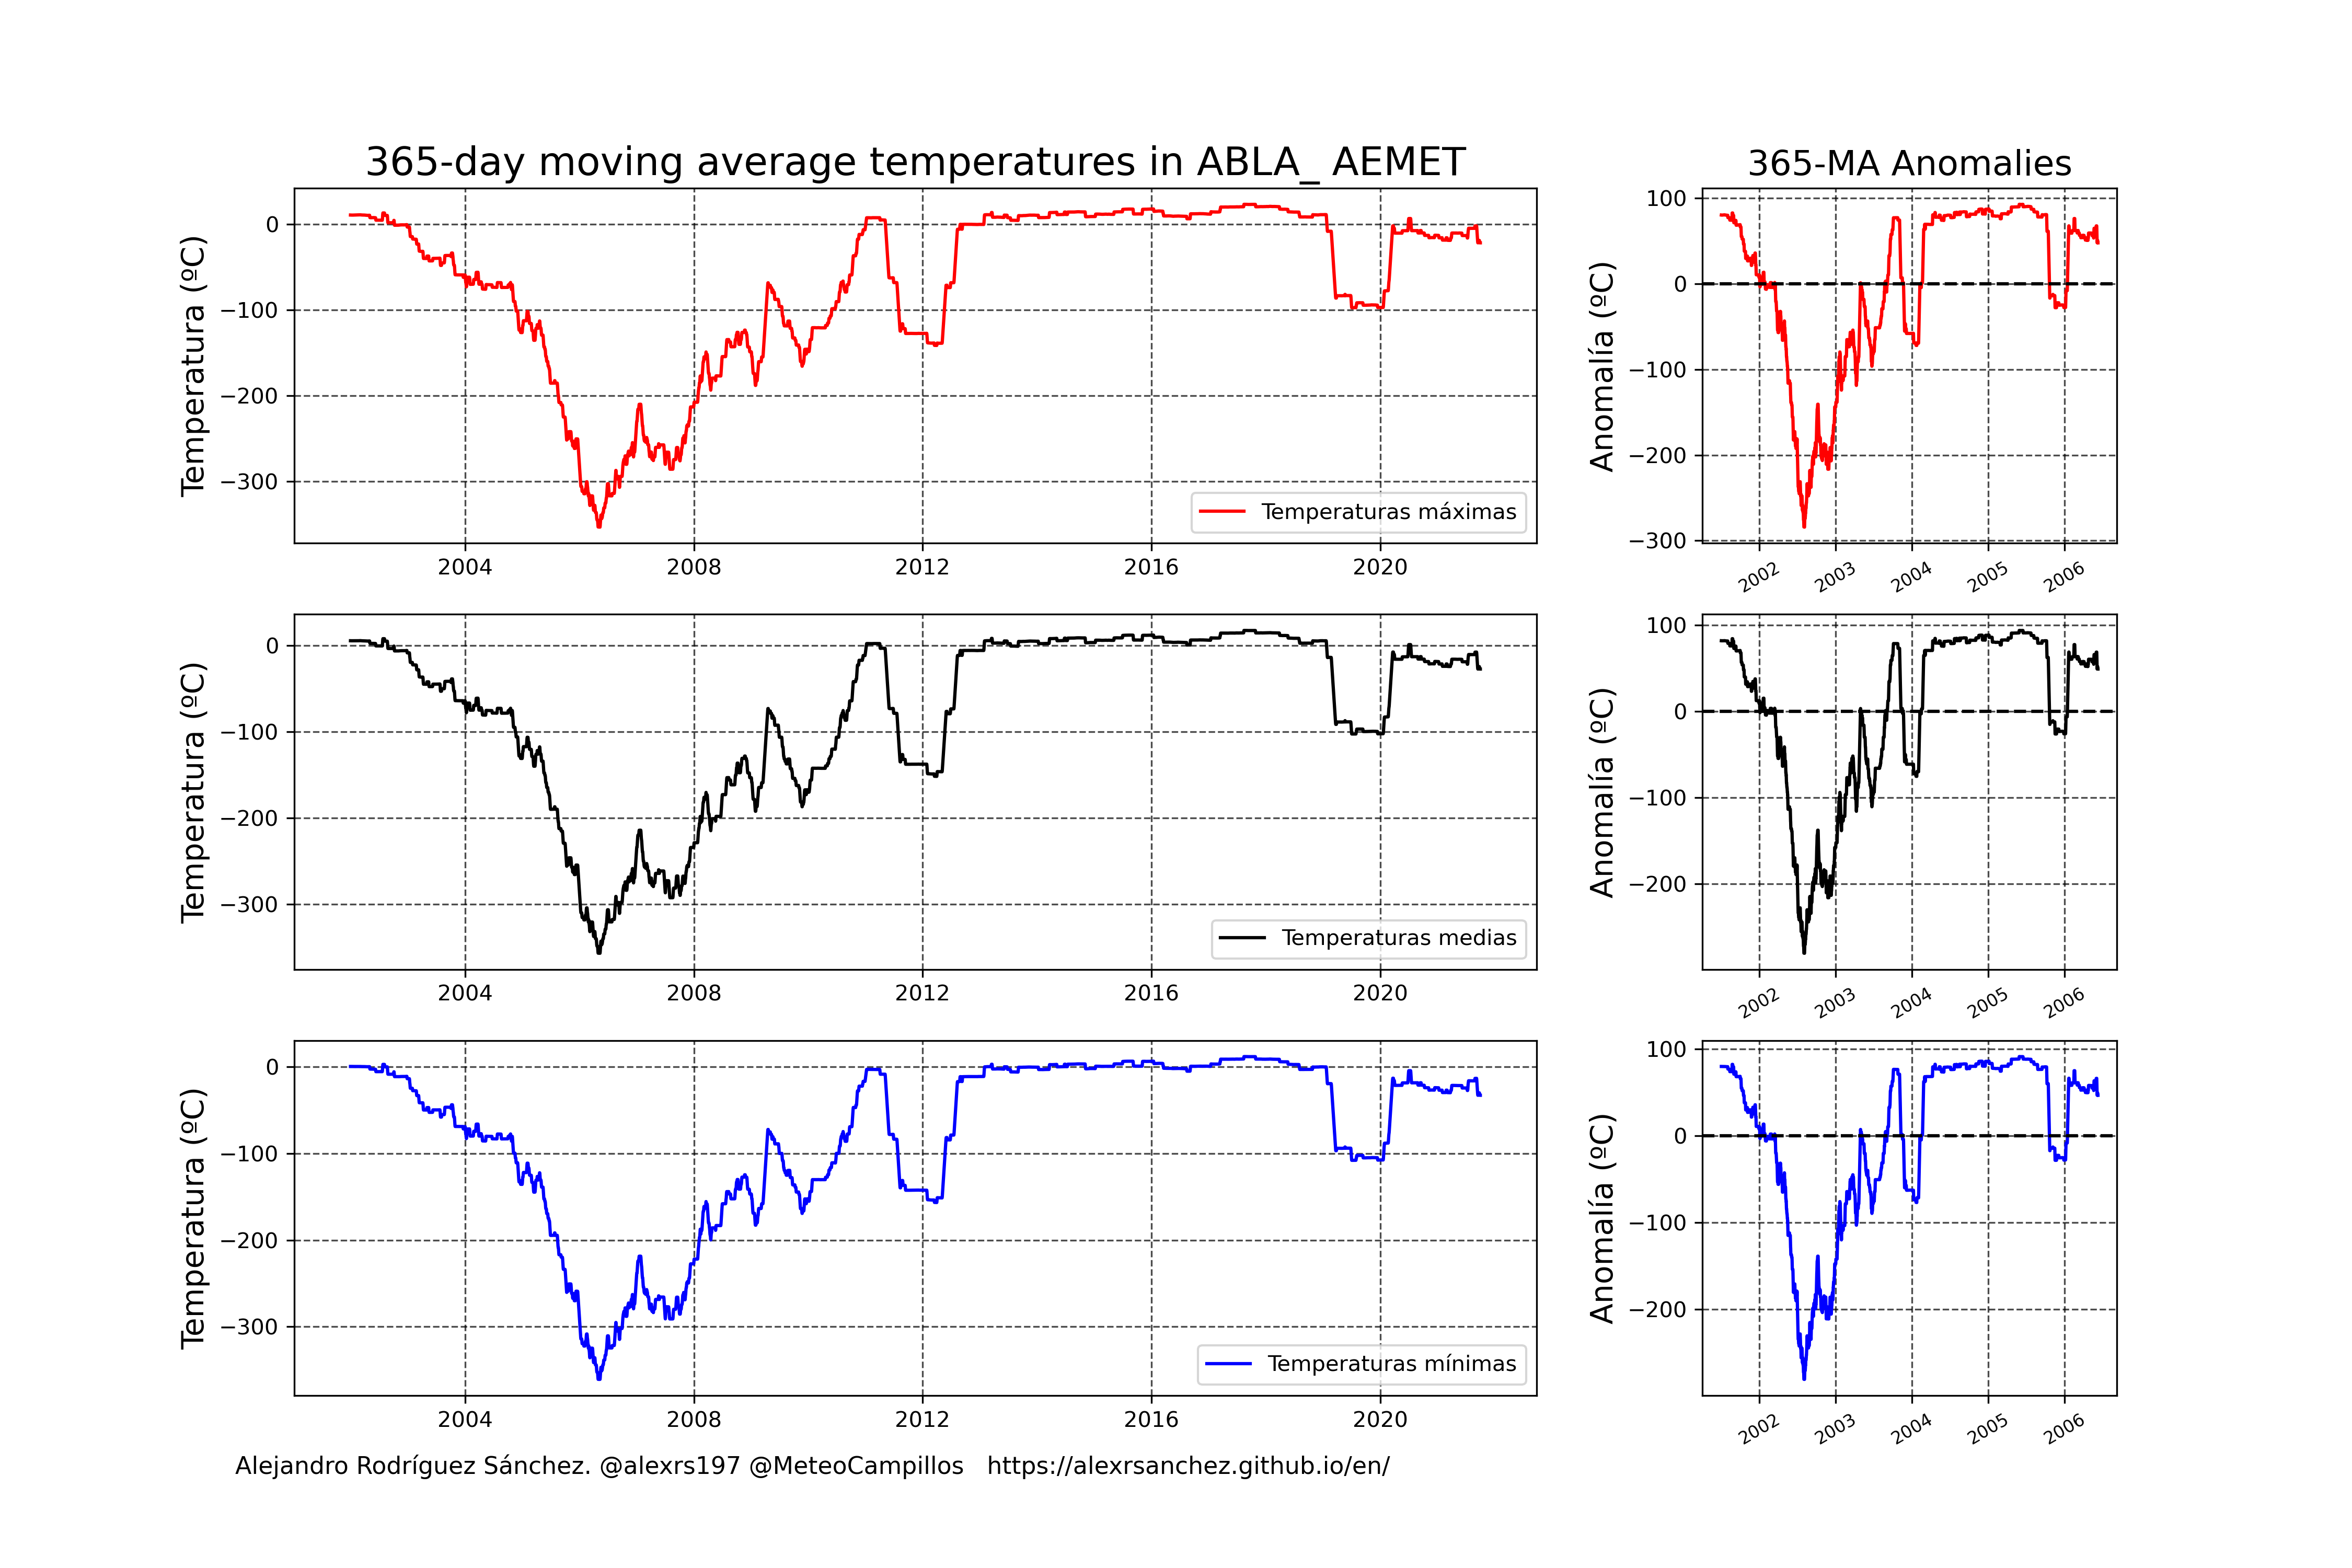 365-day moving average temperatures in ABLA_ AEMET
365-MA Anomalies
Temperatura (ºC)
0
−100
−200
−300
Temperaturas máximas
2004 2008 2012 2016 2020
Anomalía (ºC)
100
0
−100
−200
−300
2002 2003 2004 2005 2006
Temperatura (ºC)
0
−100
−200
−300
Temperaturas medias
2004 2008 2012 2016 2020
Anomalía (ºC)
100
0
−100
−200
2002 2003 2004 2005 2006
Temperatura (ºC)
0
−100
−200
−300
Temperaturas mínimas
2004 2008 2012 2016 2020
Anomalía (ºC)
100
0
−100
−200
2002 2003 2004 2005 2006
Alejandro Rodríguez Sánchez. @alexrs197 @MeteoCampillos https://alexrsanchez.github.io/en/